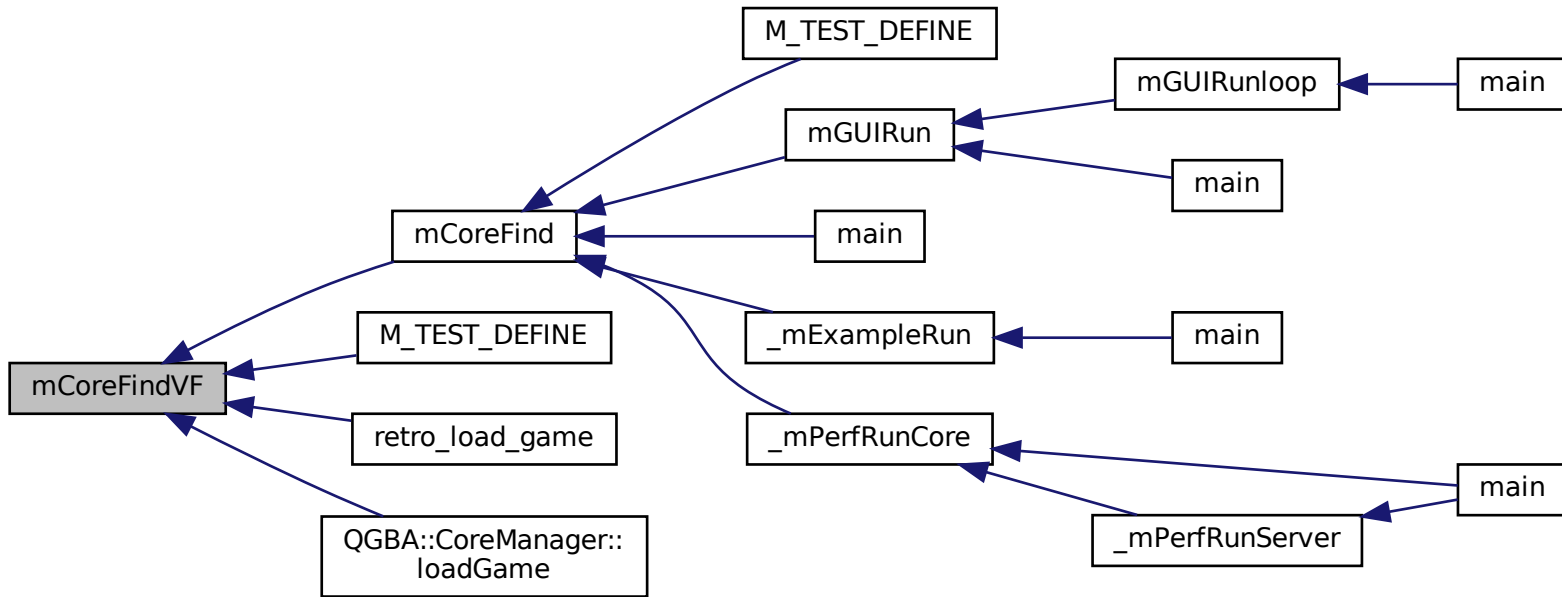 M_TEST_DEFINE
mGUIRunloop
main
mGUIRun
main
mCoreFind
main
M_TEST_DEFINE
_mExampleRun
main
mCoreFindVF
retro_load_game
_mPerfRunCore
main
QGBA::CoreManager::
loadGame
_mPerfRunServer